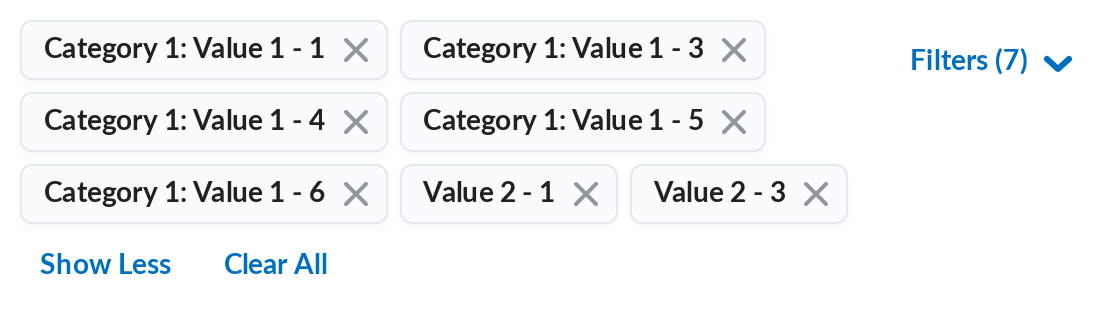 Category 1: Value 1 - 1 Category 1: Value 1 - 3 Filters (7)
Category 1: Value 1 - 4 Category 1: Value 1 - 5
Category 1: Value 1 - 6 Value 2 - 1 Value 2 - 3
Show Less Clear All